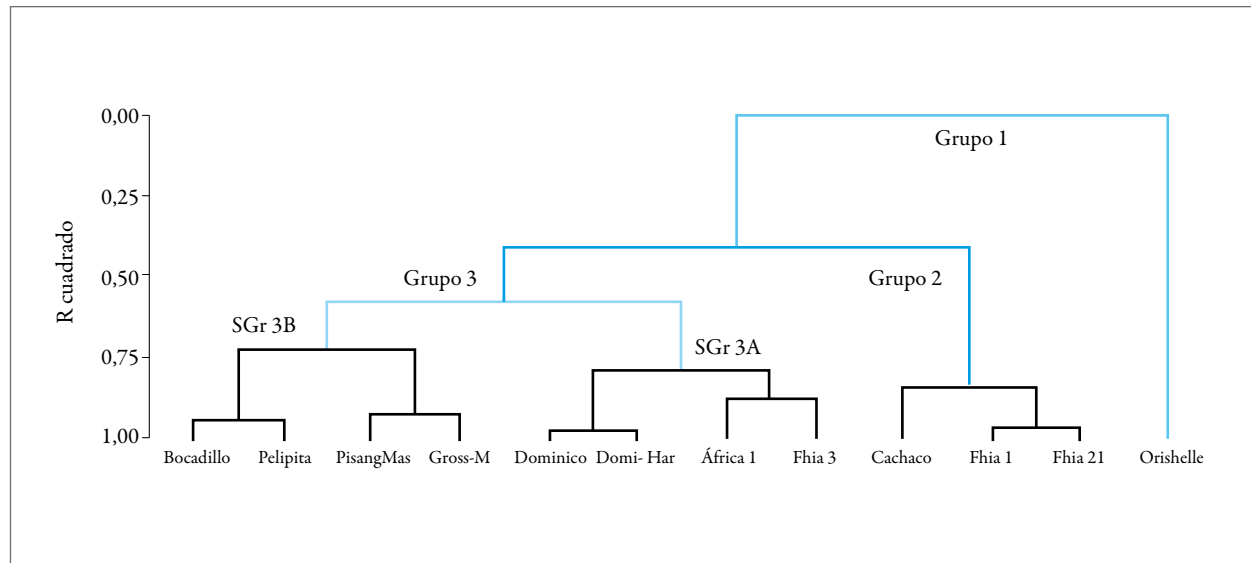 0,00
Grupo 1
0,25
R cuadrado
0,50
Grupo 3
Grupo 2
SGr 3B
SGr 3A
0,75
1,00
Bocadillo Pelipita PisangMas Gross-M Dominico Domi- Har África 1 Fhia 3 Cachaco Fhia 1 Fhia 21 Orishelle